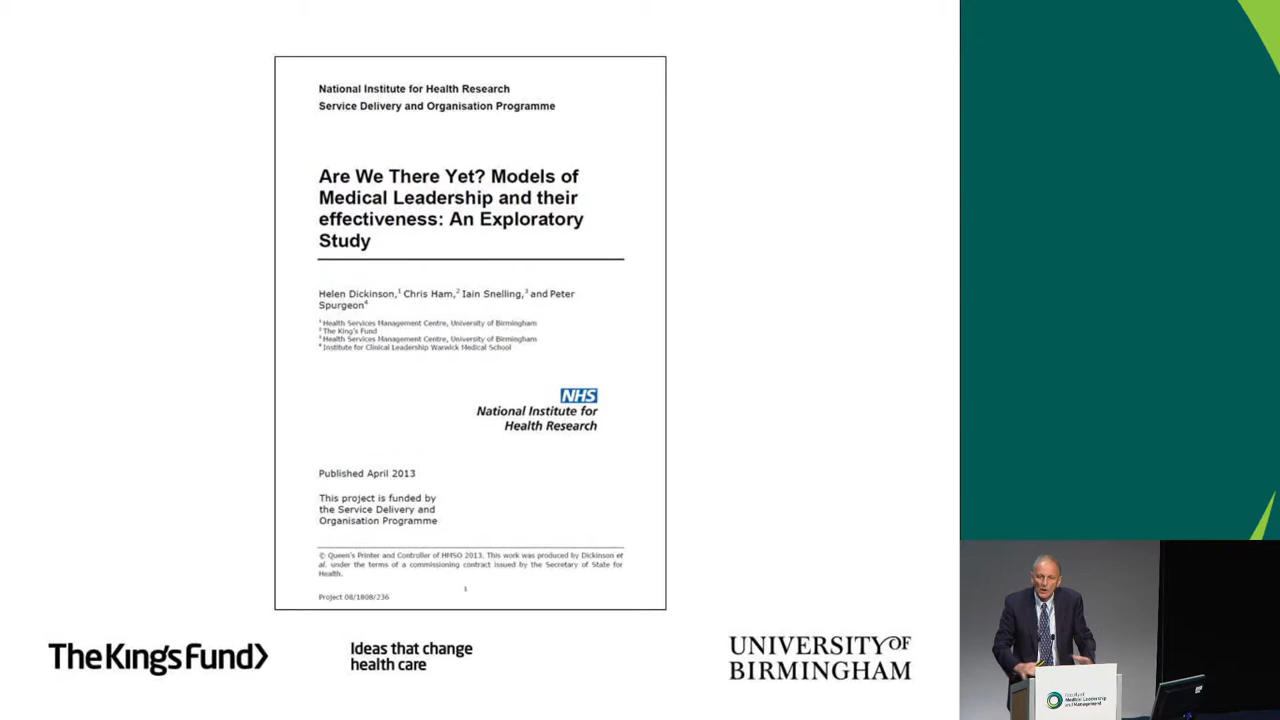 National Institute for Health Research
Service Delivery and Organisation Programme
Are We There Yet? Models of
Medical Leadership and their
effectiveness: An Exploratory
Study
Helen Dickinson,1 Chris Ham,2 Iain Snelling,3 and Peter
Spurgeon4
1 Health Services Management Centre, University of Birmingham
2 The King's Fund
3 Health Services Management Centre, University of Birmingham
4 Institute for Clinical Leadership Warwick Medical School
NHS
National Institute for
Health Research
Published April 2013
This project is funded by
the Service Delivery and
Organisation Programme
© Queen's Printer and Controller of HMSO 2013. This work was produced by Dickinson et
al. under the terms of a commissioning contract issued by the Secretary of State for
Health.
1
Project 08/1808/236
The King's Fund
Ideas that change
health care
UNIVERSITY OF
BIRMINGHAM
Faculty of
Medical Leadership
and Management